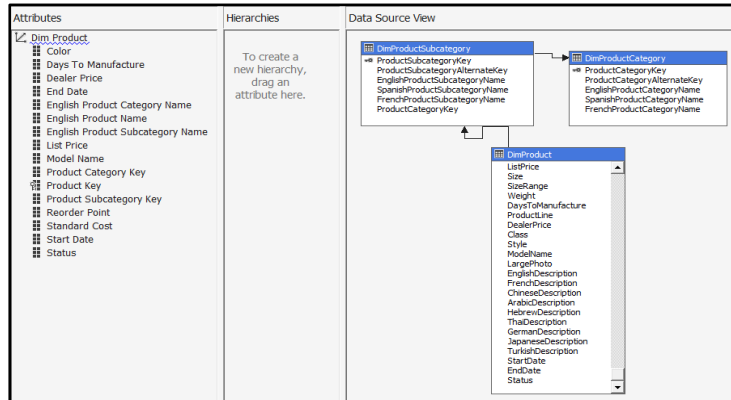 Attributes
Dim Product
Color
Days To Manufacture
Dealer Price
End Date
English Product Category Name
English Product Name
English Product Subcategory Name
List Price
Model Name
Product Category Key
Product Key
Product Subcategory Key
Reorder Point
Standard Cost
Start Date
Status
Hierarchies
To create a
new hierarchy,
drag an
attribute here.
Data Source View
DimProductSubcategory
ProductSubcategoryKey
ProductSubcategoryAlternateKey
EnglishProductSubcategoryName
SpanishProductSubcategoryName
FrenchProductSubcategoryName
ProductCategoryKey
DimProductCategory
ProductCategoryKey
ProductCategoryAlternateKey
EnglishProductCategoryName
SpanishProductCategoryName
FrenchProductCategoryName
DimProduct
ListPrice
Size
SizeRange
Weight
DaysToManufacture
ProductLine
DealerPrice
Class
Style
ModelName
LargePhoto
EnglishDescription
FrenchDescription
ChineseDescription
ArabicDescription
HebrewDescription
ThaiDescription
GermanDescription
JapaneseDescription
TurkishDescription
StartDate
EndDate
Status